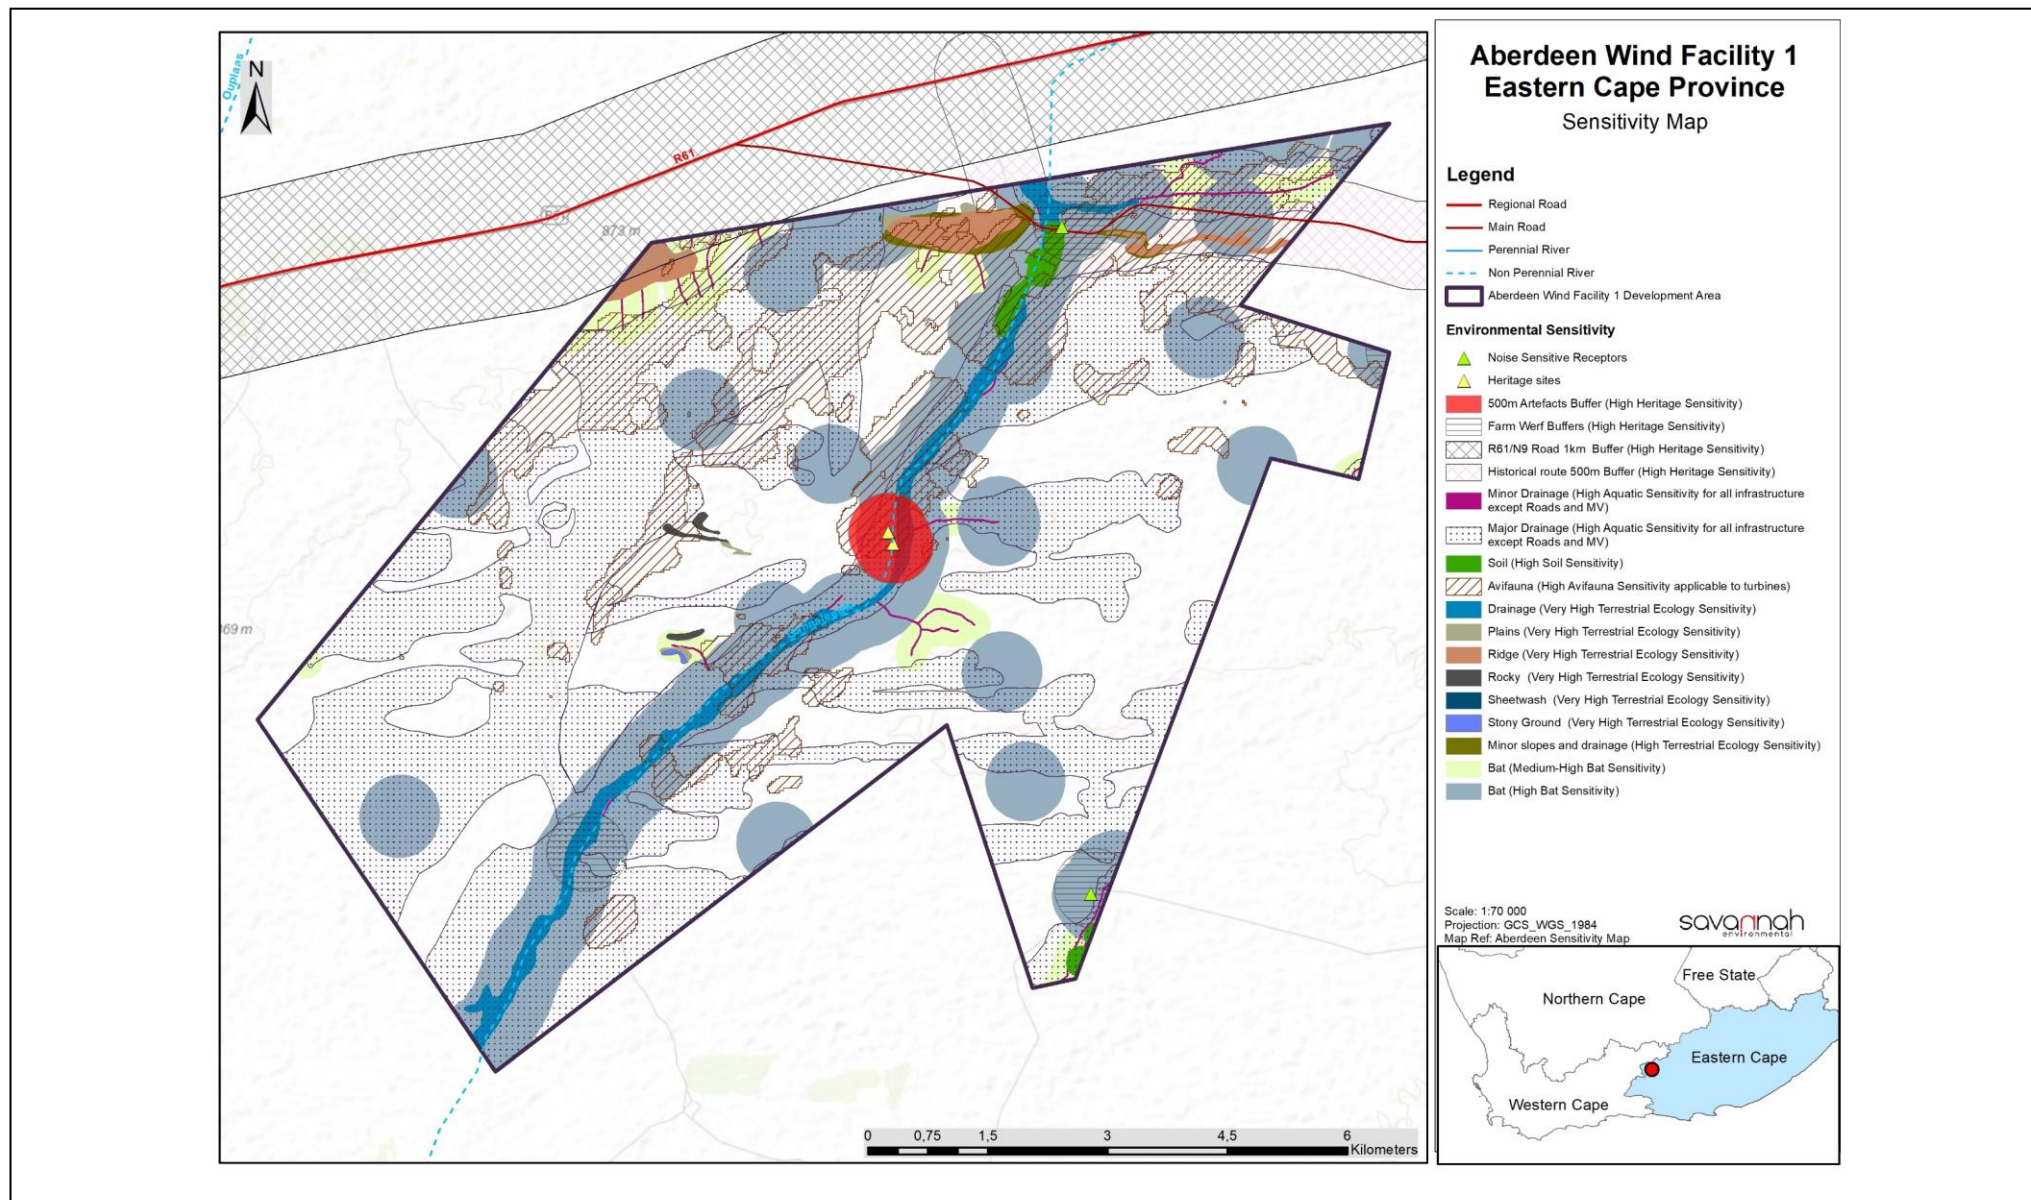 Ouplaas
N
R61
R61
873 m
869 m
0 0,75 1,5 3 4,5 6
Kilometers
Aberdeen Wind Facility 1
Eastern Cape Province
Sensitivity Map
Legend
Regional Road
Main Road
Perennial River
Non Perennial River
Aberdeen Wind Facility 1 Development Area
Environmental Sensitivity
Noise Sensitive Receptors
Heritage sites
500m Artefacts Buffer (High Heritage Sensitivity)
Farm Werf Buffers (High Heritage Sensitivity)
R61/N9 Road 1km Buffer (High Heritage Sensitivity)
Historical route 500m Buffer (High Heritage Sensitivity)
Minor Drainage (High Aquatic Sensitivity for all infrastructure
except Roads and MV)
Major Drainage (High Aquatic Sensitivity for all infrastructure
except Roads and MV)
Soil (High Soil Sensitivity)
Avifauna (High Avifauna Sensitivity applicable to turbines)
Drainage (Very High Terrestrial Ecology Sensitivity)
Plains (Very High Terrestrial Ecology Sensitivity)
Ridge (Very High Terrestrial Ecology Sensitivity)
Rocky (Very High Terrestrial Ecology Sensitivity)
Sheetwash (Very High Terrestrial Ecology Sensitivity)
Stony Ground (Very High Terrestrial Ecology Sensitivity)
Minor slopes and drainage (High Terrestrial Ecology Sensitivity)
Bat (Medium-High Bat Sensitivity)
Bat (High Bat Sensitivity)
Scale: 1:70 000
Projection: GCS_WGS_1984
Map Ref: Aberdeen Sensitivity Map
savannah
environmental
Free State
Northern Cape
Eastern Cape
Western Cape